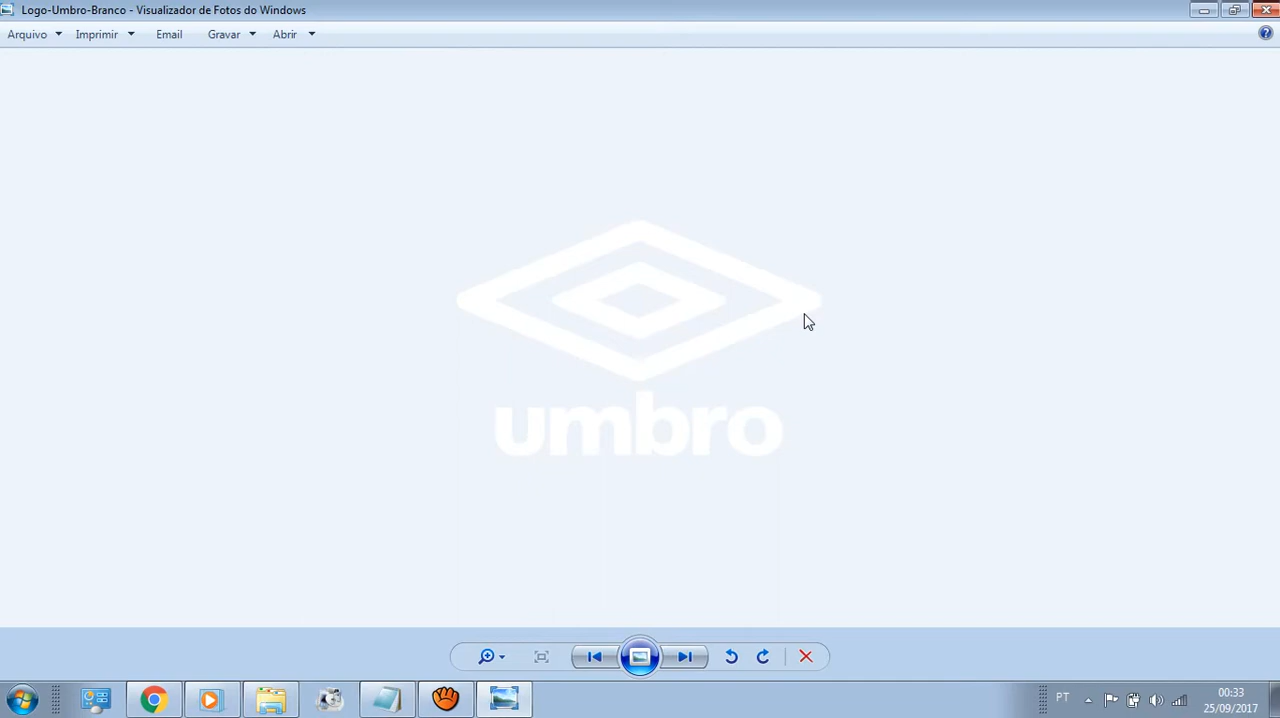 Logo-Umbro-Branco - Visualizador de Fotos do Windows
Arquivo Imprimir Email Gravar Abrir
umbro
PT 00:33
25/09/2017